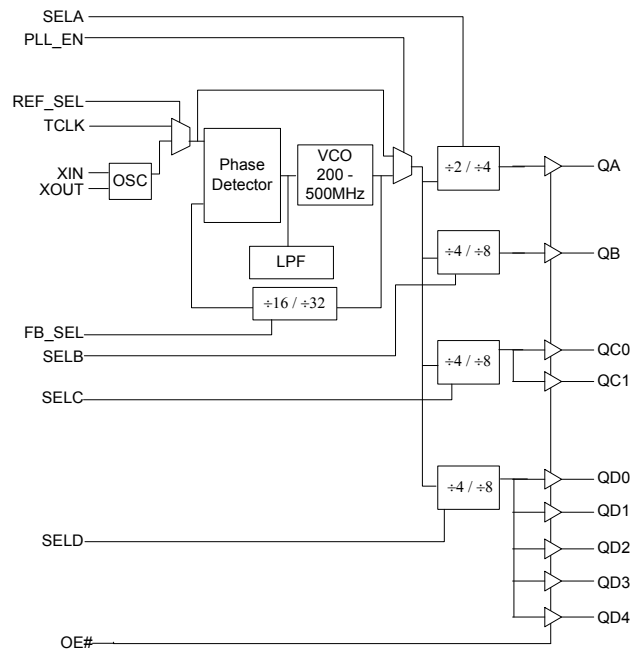 SELA
PLL_EN
REF_SEL
TCLK
XIN
XOUT
OSC
Phase
Detector
VCO
200 -
500MHz
LPF
÷16 / ÷32
FB_SEL
SELB
SELC
SELD
OE#
÷2 / ÷4
÷4 / ÷8
÷4 / ÷8
÷4 / ÷8
QA
QB
QC0
QC1
QD0
QD1
QD2
QD3
QD4